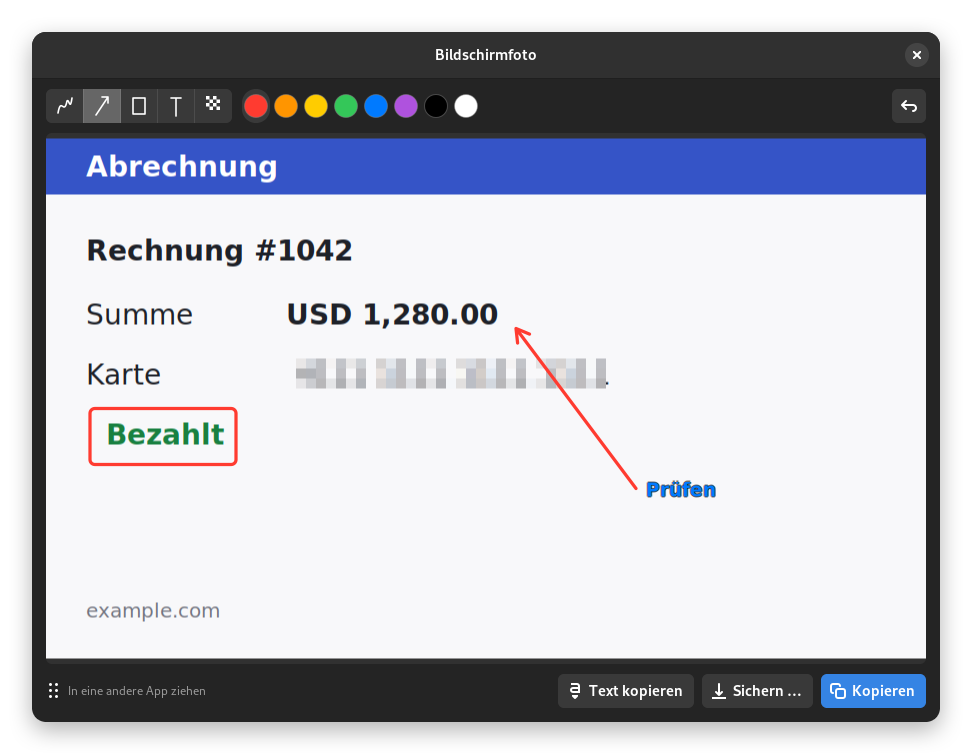 Bildschirmfoto
Abrechnung
Rechnung #1042
Summe USD 1,280.00
Karte
Bezahlt
Prüfen
example.com
In eine andere App ziehen
Text kopieren
Sichern ...
Kopieren